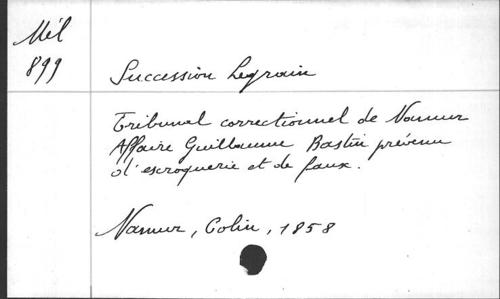 Mél
899
Succession Legrain
Tribunal correctionnel de Namur
Affaire Guillaume Bastin prévenu
d'escroquerie et de faux.
Namur, Colin, 1858